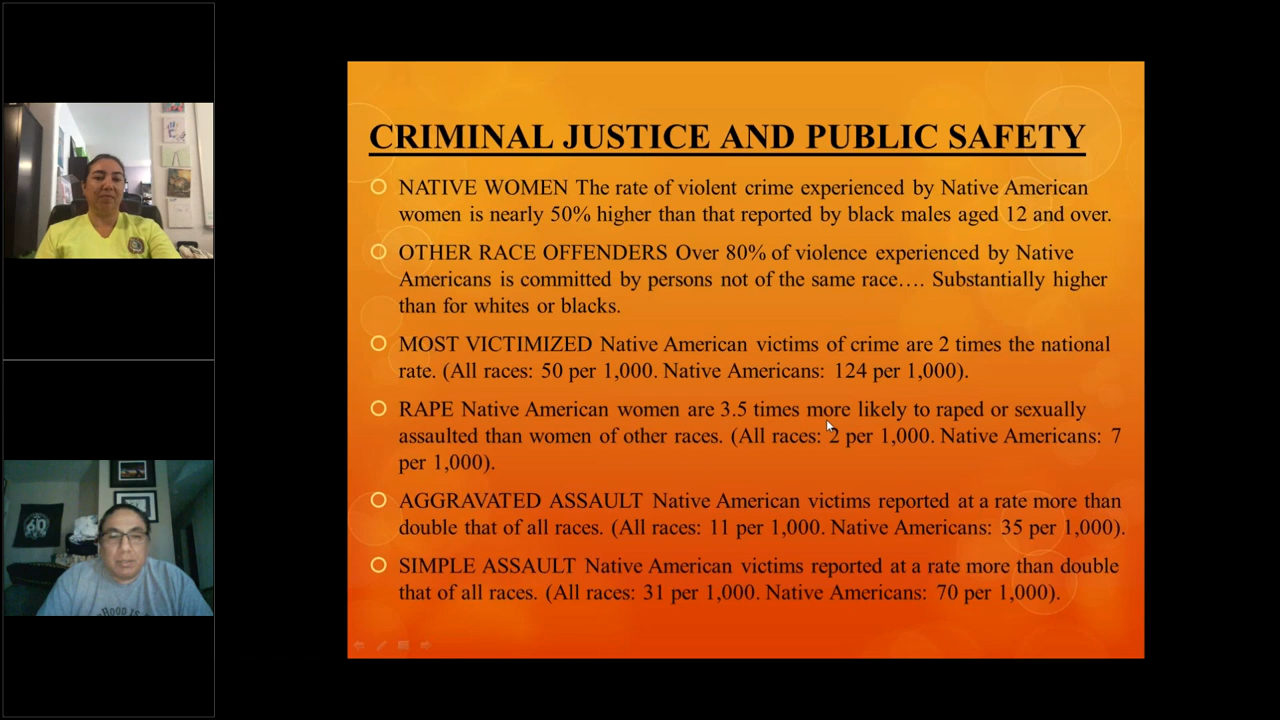 CRIMINAL JUSTICE AND PUBLIC SAFETY
NATIVE WOMEN The rate of violent crime experienced by Native American
women is nearly 50% higher than that reported by black males aged 12 and over.
OTHER RACE OFFENDERS Over 80% of violence experienced by Native
Americans is committed by persons not of the same race…. Substantially higher
than for whites or blacks.
MOST VICTIMIZED Native American victims of crime are 2 times the national
rate. (All races: 50 per 1,000. Native Americans: 124 per 1,000).
RAPE Native American women are 3.5 times more likely to raped or sexually
assaulted than women of other races. (All races: 2 per 1,000. Native Americans: 7
per 1,000).
AGGRAVATED ASSAULT Native American victims reported at a rate more than
double that of all races. (All races: 11 per 1,000. Native Americans: 35 per 1,000).
SIMPLE ASSAULT Native American victims reported at a rate more than double
that of all races. (All races: 31 per 1,000. Native Americans: 70 per 1,000).
60